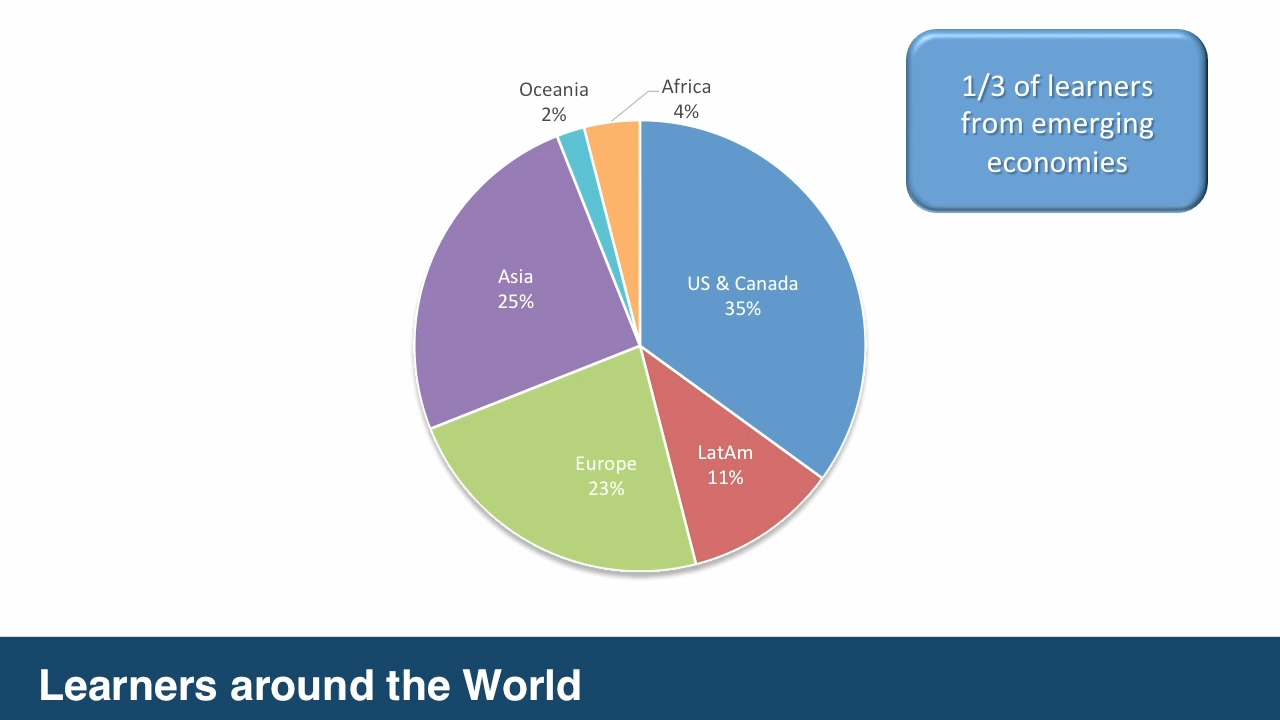 Oceania
2%
Africa
4%
1/3 of learners
from emerging
economies
Asia
25%
US & Canada
35%
LatAm
11%
Europe
23%
Learners around the World